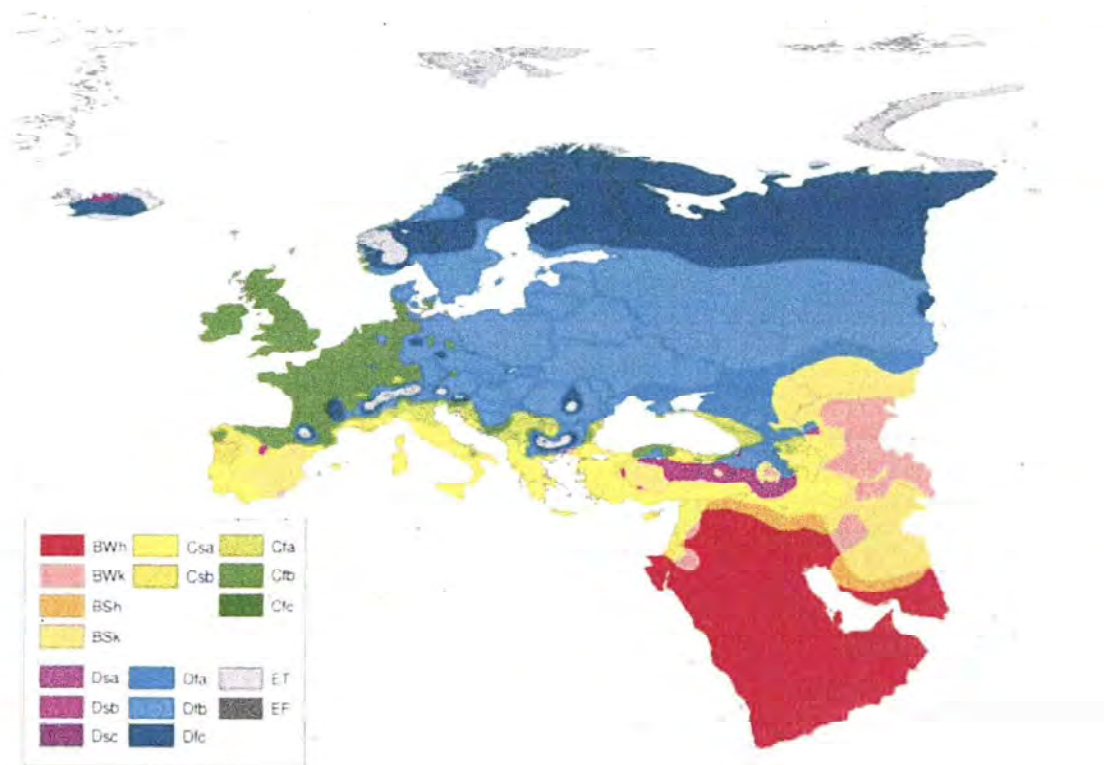 BWh Csa Cfa
BWk Csb Cfb
BSh Cfc
BSk
Dsa Dfa ET
Dsb Dfb EF
Dsc Dfc